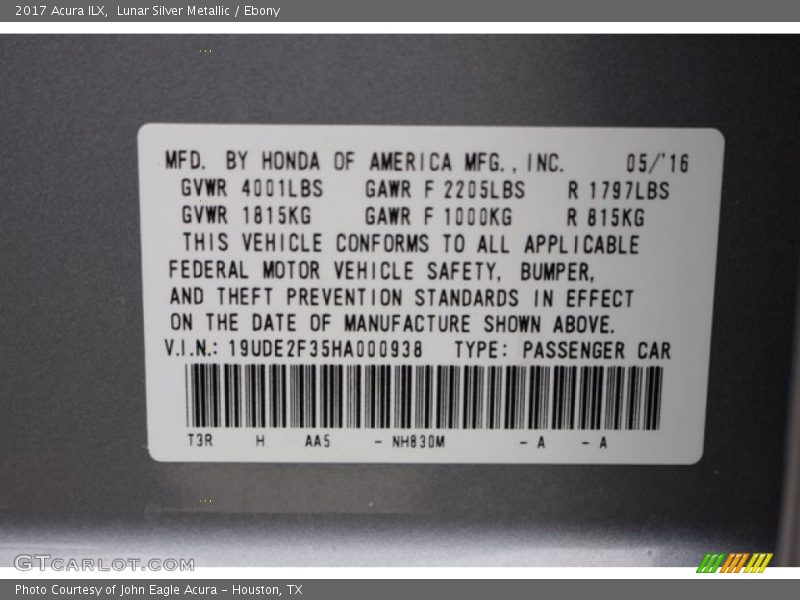 2017 Acura ILX, Lunar Silver Metallic / Ebony
MFD. BY HONDA OF AMERICA MFG., INC. 05/'16
GVWR 4001LBS GAWR F 2205LBS R 1797LBS
GVWR 1815KG GAWR F 1000KG R 815KG
THIS VEHICLE CONFORMS TO ALL APPLICABLE
FEDERAL MOTOR VEHICLE SAFETY, BUMPER,
AND THEFT PREVENTION STANDARDS IN EFFECT
ON THE DATE OF MANUFACTURE SHOWN ABOVE.
V.I.N.: 19UDE2F35HA000938 TYPE: PASSENGER CAR
T3R H AA5 - NH830M - A - A
GTCARLOT.COM
Photo Courtesy of John Eagle Acura - Houston, TX